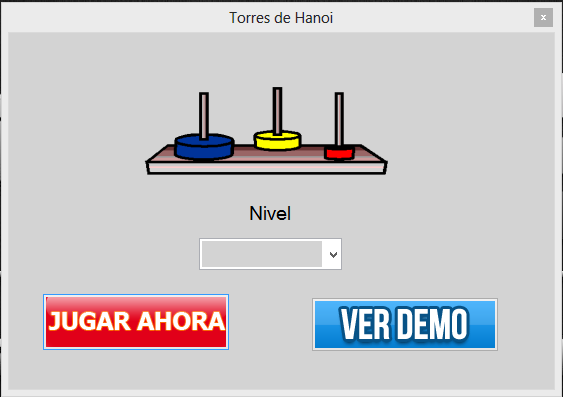 Torres de Hanoi
x
Nivel
JUGAR AHORA
VER DEMO